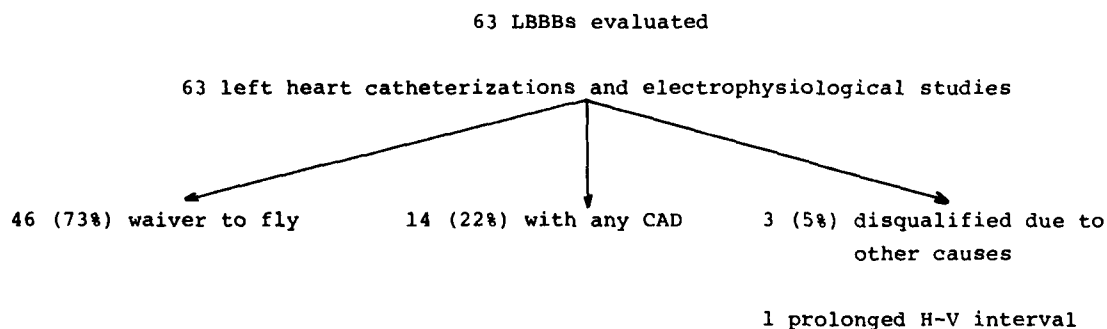 63 LBBBs evaluated
63 left heart catheterizations and electrophysiological studies
46 (73%) waiver to fly
14 (22%) with any CAD
3 (5%) disqualified due to
other causes
1 prolonged H-V interval